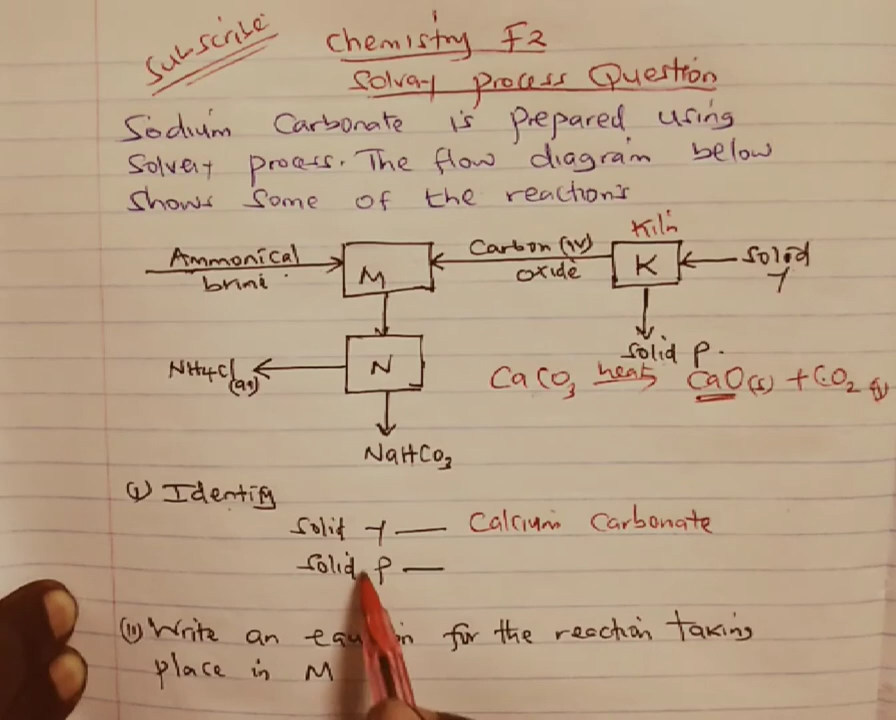 Subscribe
Chemistry F2
Solvay process Question
Sodium Carbonate is prepared using
Solvay process. The flow diagram below
shows some of the reaction's
Kiln
Ammonical
brine
M
Carbon (IV)
oxide
K
Solid
Y
Solid P.
NH4Cl(aq)
N
CaCO3 heat CaO(s) + CO2 (g)
NaHCO3
(i) Identify
Solid Y — Calcium Carbonate
Solid P —
(ii) Write an for the reaction taking
place in M